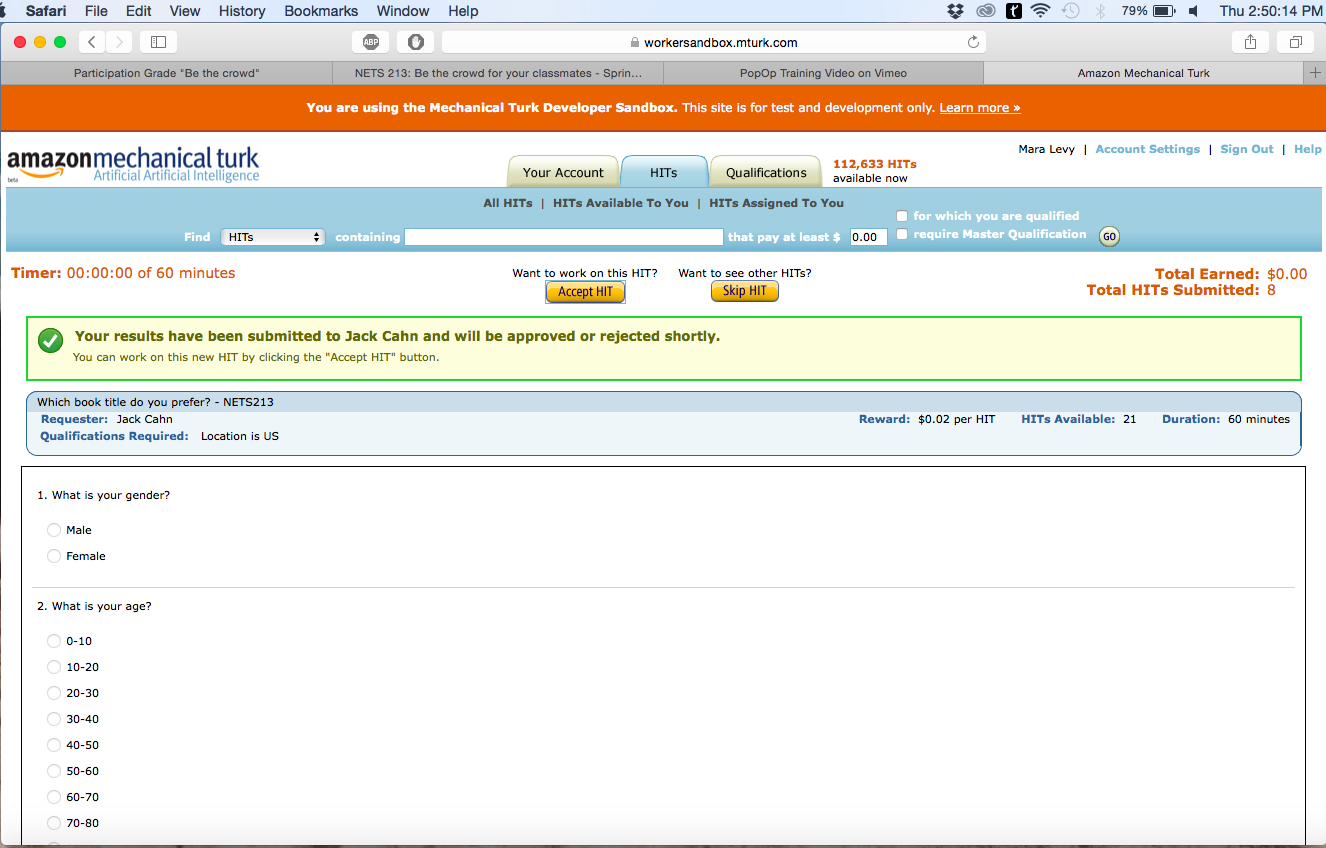 Safari File Edit View History Bookmarks Window Help 79% Thu 2:50:14 PM
ABP workersandbox.mturk.com
Participation Grade "Be the crowd" NETS 213: Be the crowd for your classmates - Sprin... PopOp Training Video on Vimeo Amazon Mechanical Turk +
You are using the Mechanical Turk Developer Sandbox. This site is for test and development only. Learn more »
Mara Levy | Account Settings | Sign Out | Help
amazonmechanical turk
beta Artificial Artificial Intelligence
Your Account HITs Qualifications 112,633 HITs
available now
All HITs | HITs Available To You | HITs Assigned To You
for which you are qualified
Find HITs containing that pay at least $ 0.00 require Master Qualification GO
Timer: 00:00:00 of 60 minutes Want to work on this HIT? Want to see other HITs? Total Earned: $0.00
Accept HIT Skip HIT Total HITs Submitted: 8
Your results have been submitted to Jack Cahn and will be approved or rejected shortly.
You can work on this new HIT by clicking the "Accept HIT" button.
Which book title do you prefer? - NETS213
Requester: Jack Cahn Reward: $0.02 per HIT HITs Available: 21 Duration: 60 minutes
Qualifications Required: Location is US
1. What is your gender?
Male
Female
2. What is your age?
0-10
10-20
20-30
30-40
40-50
50-60
60-70
70-80